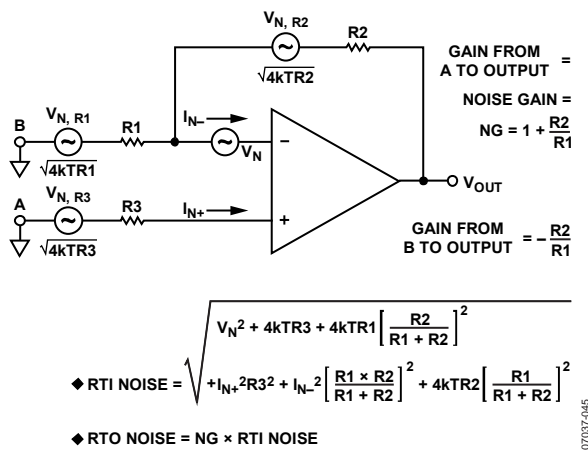 V_N, R2
R2
√4kTR2
GAIN FROM
A TO OUTPUT =
NOISE GAIN =
NG = 1 + R2/R1
B
V_N, R1
R1
I_N–
√4kTR1
V_N
–
A
V_N, R3
R3
I_N+
√4kTR3
+
V_OUT
GAIN FROM
B TO OUTPUT = – R2/R1
◆ RTI NOISE = √
V_N² + 4kTR3 + 4kTR1 [R2/(R1 + R2)]²
+I_N+²R3² + I_N–² [(R1 × R2)/(R1 + R2)]² + 4kTR2 [R1/(R1 + R2)]²
◆ RTO NOISE = NG × RTI NOISE
07037-045